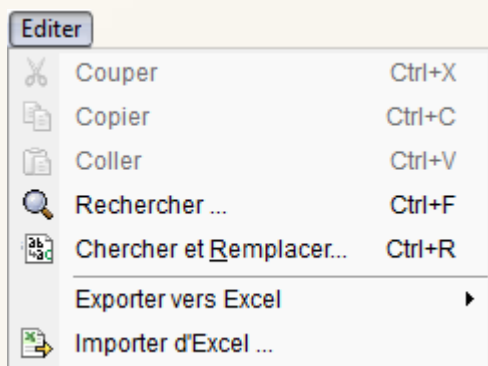 Editer
Couper Ctrl+X
Copier Ctrl+C
Coller Ctrl+V
Rechercher ... Ctrl+F
Chercher et Remplacer... Ctrl+R
Exporter vers Excel
Importer d'Excel ...